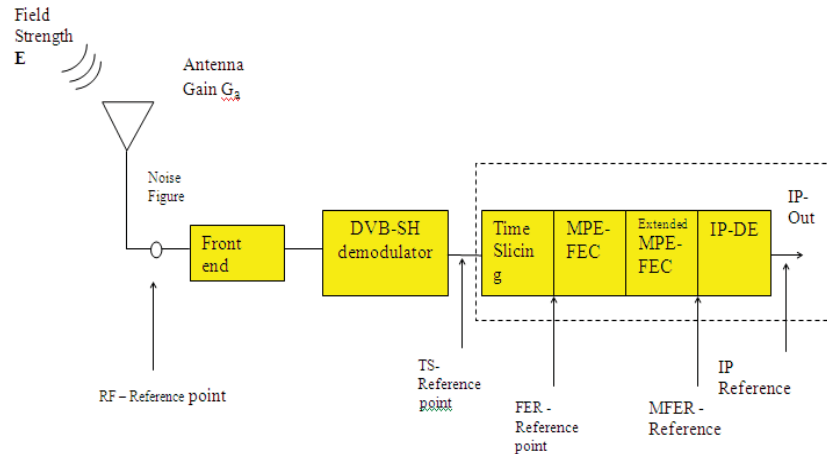 Field
Strength
E
Antenna
Gain Ga
Noise
Figure
Front
end
DVB-SH
demodulator
Time
Slicin
g
MPE-
FEC
Extended
MPE-
FEC
IP-DE
IP-
Out
RF – Reference point
TS-
Reference
point
FER -
Reference
point
MFER -
Reference
IP
Reference